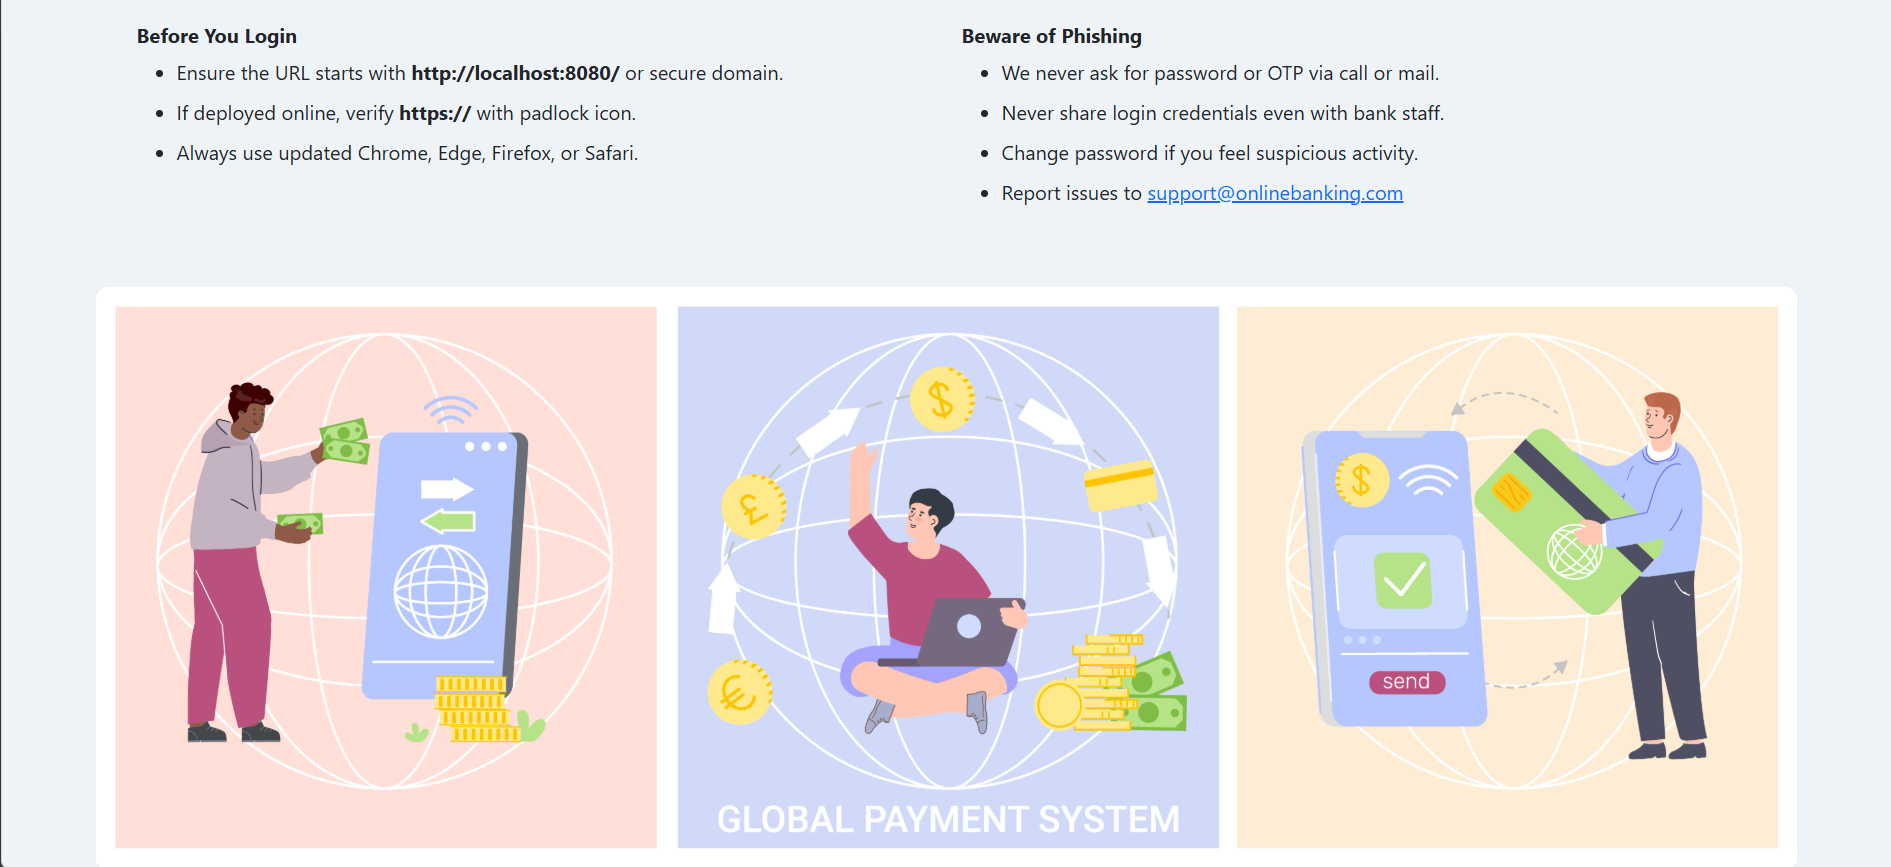 Before You Login
Ensure the URL starts with http://localhost:8080/ or secure domain.
If deployed online, verify https:// with padlock icon.
Always use updated Chrome, Edge, Firefox, or Safari.
Beware of Phishing
We never ask for password or OTP via call or mail.
Never share login credentials even with bank staff.
Change password if you feel suspicious activity.
Report issues to support@onlinebanking.com
$
£
€
GLOBAL PAYMENT SYSTEM
$
send